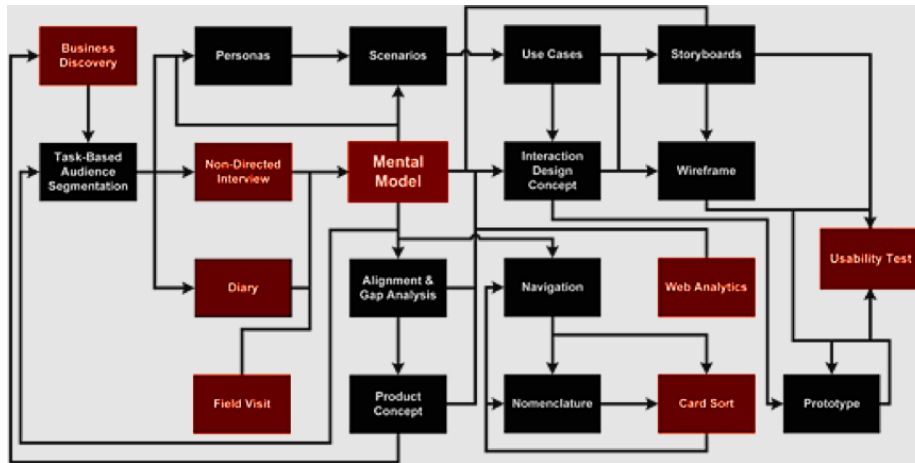 Business
Discovery
Personas
Scenarios
Use Cases
Storyboards
Task-Based
Audience
Segmentation
Non-Directed
Interview
Mental
Model
Interaction
Design
Concept
Wireframe
Usability Test
Diary
Alignment &
Gap Analysis
Navigation
Web Analytics
Field Visit
Product
Concept
Nomenclature
Card Sort
Prototype